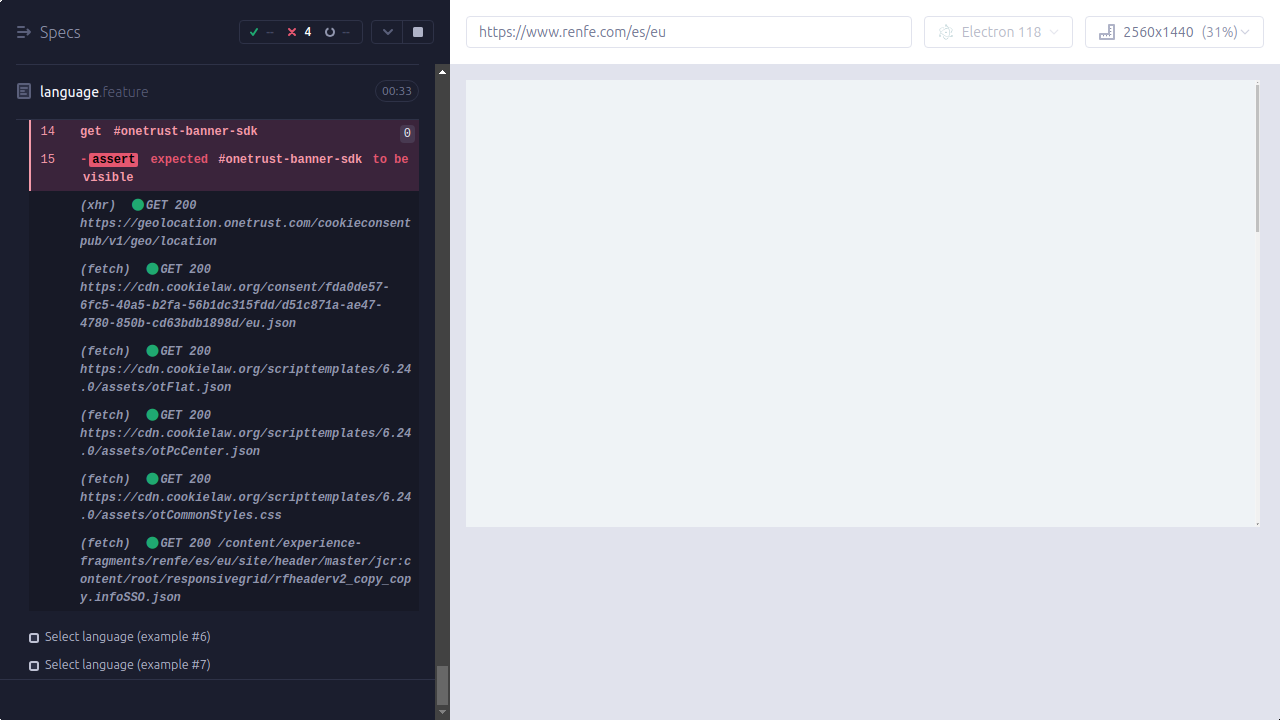 Specs
-- 4 --
https://www.renfe.com/es/eu
Electron 118
2560x1440 (31%)
language.feature
00:33
14 get #onetrust-banner-sdk 0
15 -assert expected #onetrust-banner-sdk to be
visible
(xhr) GET 200
https://geolocation.onetrust.com/cookieconsent
pub/v1/geo/location
(fetch) GET 200
https://cdn.cookielaw.org/consent/fda0de57-
6fc5-40a5-b2fa-56b1dc315fdd/d51c871a-ae47-
4780-850b-cd63bdb1898d/eu.json
(fetch) GET 200
https://cdn.cookielaw.org/scripttemplates/6.24
.0/assets/otFlat.json
(fetch) GET 200
https://cdn.cookielaw.org/scripttemplates/6.24
.0/assets/otPcCenter.json
(fetch) GET 200
https://cdn.cookielaw.org/scripttemplates/6.24
.0/assets/otCommonStyles.css
(fetch) GET 200 /content/experience-
fragments/renfe/es/eu/site/header/master/jcr:c
ontent/root/responsivegrid/rfheaderv2_copy_cop
y.infoSSO.json
Select language (example #6)
Select language (example #7)